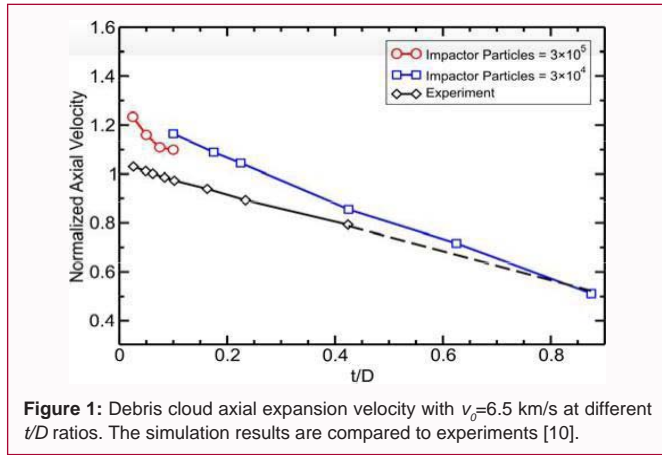 1.6
1.4
1.2
1
0.8
0.6
0.4
Normalized Axial Velocity
Impactor Particles = 3×10⁵
Impactor Particles = 3×10⁴
Experiment
0 0.2 0.4 0.6 0.8
t/D
Figure 1: Debris cloud axial expansion velocity with v₀=6.5 km/s at different
t/D ratios. The simulation results are compared to experiments [10].